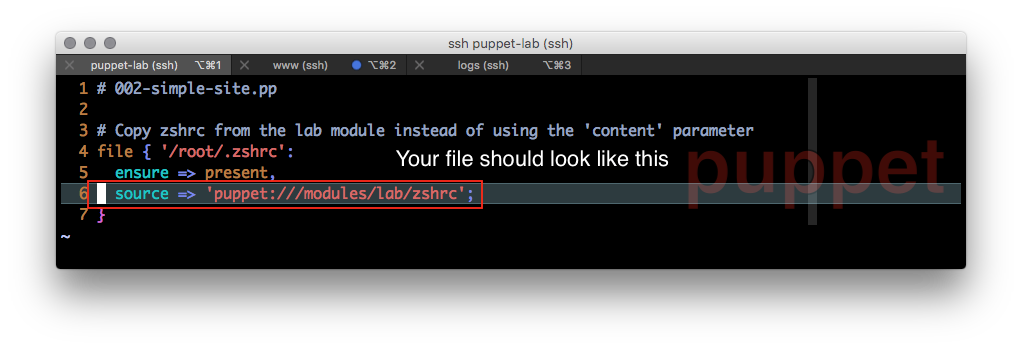 ssh puppet-lab (ssh)
puppet-lab (ssh) ⌥⌘1 www (ssh) ⌥⌘2 logs (ssh) ⌥⌘3
1 # 002-simple-site.pp
2
3 # Copy zshrc from the lab module instead of using the 'content' parameter
4 file { '/root/.zshrc':
Your file should look like this
puppet
5 ensure => present,
6 source => 'puppet:///modules/lab/zshrc';
7 }
~